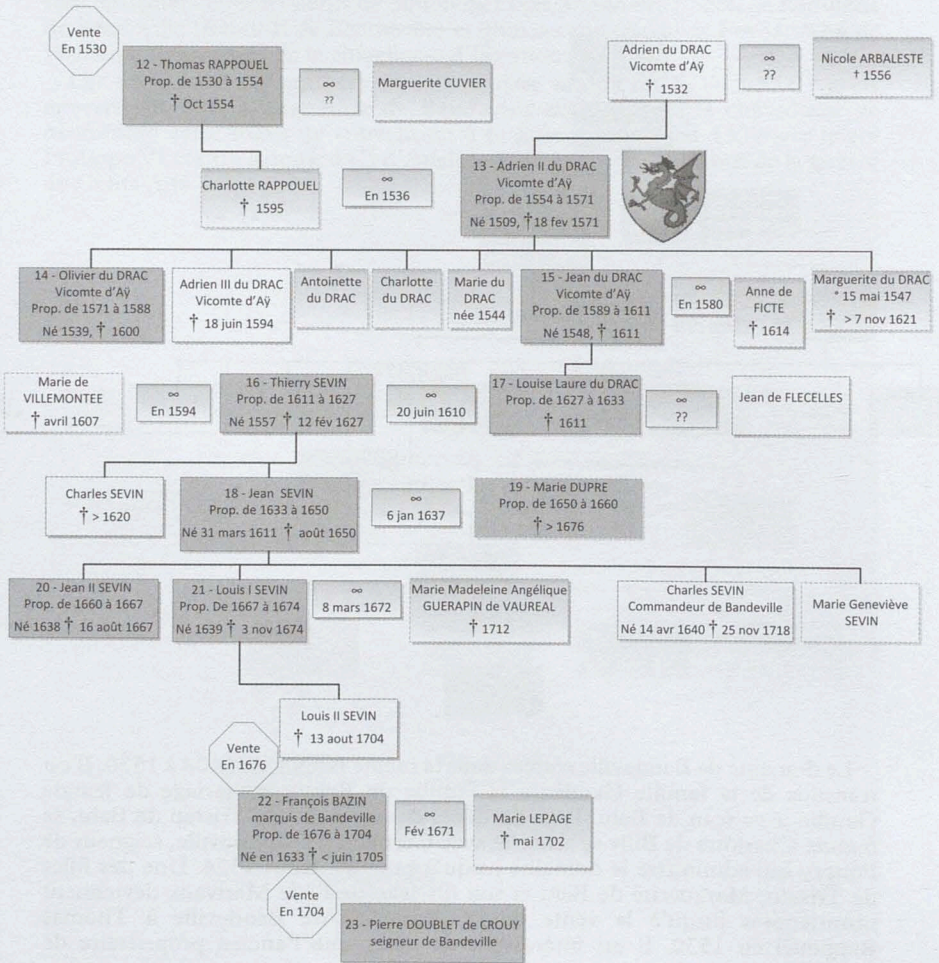 Vente
En 1530
12 - Thomas RAPPOUEL
Prop. de 1530 à 1554
† Oct 1554
∞
??
Marguerite CUVIER
Adrien du DRAC
Vicomte d'Aÿ
† 1532
∞
??
Nicole ARBALESTE
† 1556
Charlotte RAPPOUEL
† 1595
∞
En 1536
13 - Adrien II du DRAC
Vicomte d'Aÿ
Prop. de 1554 à 1571
Né 1509, † 18 fev 1571
14 - Olivier du DRAC
Vicomte d'Aÿ
Prop. de 1571 à 1588
Né 1539, † 1600
Adrien III du DRAC
Vicomte d'Aÿ
† 18 juin 1594
Antoinette
du DRAC
Charlotte
du DRAC
Marie du
DRAC
née 1544
15 - Jean du DRAC
Vicomte d'Aÿ
Prop. de 1589 à 1611
Né 1548, † 1611
∞
En 1580
Anne de
FICTE
† 1614
Marguerite du DRAC
* 15 mai 1547
† > 7 nov 1621
Marie de
VILLEMONTEE
† avril 1607
∞
En 1594
16 - Thierry SEVIN
Prop. de 1611 à 1627
Né 1557 † 12 fév 1627
∞
20 juin 1610
17 - Louise Laure du DRAC
Prop. de 1627 à 1633
† 1611
∞
??
Jean de FLECELLES
Charles SEVIN
† > 1620
18 - Jean SEVIN
Prop. de 1633 à 1650
Né 31 mars 1611 † août 1650
∞
6 jan 1637
19 - Marie DUPRE
Prop. de 1650 à 1660
† > 1676
20 - Jean II SEVIN
Prop. de 1660 à 1667
Né 1638 † 16 août 1667
21 - Louis I SEVIN
Prop. De 1667 à 1674
Né 1639 † 3 nov 1674
∞
8 mars 1672
Marie Madeleine Angélique
GUERAPIN de VAUREAL
† 1712
Charles SEVIN
Commandeur de Bandeville
Né 14 avr 1640 † 25 nov 1718
Marie Geneviève
SEVIN
Louis II SEVIN
† 13 aout 1704
Vente
En 1676
22 - François BAZIN
marquis de Bandeville
Prop. de 1676 à 1704
Né en 1633 † < juin 1705
∞
Fév 1671
Marie LEPAGE
† mai 1702
Vente
En 1704
23 - Pierre DOUBLET de CROUY
seigneur de Bandeville